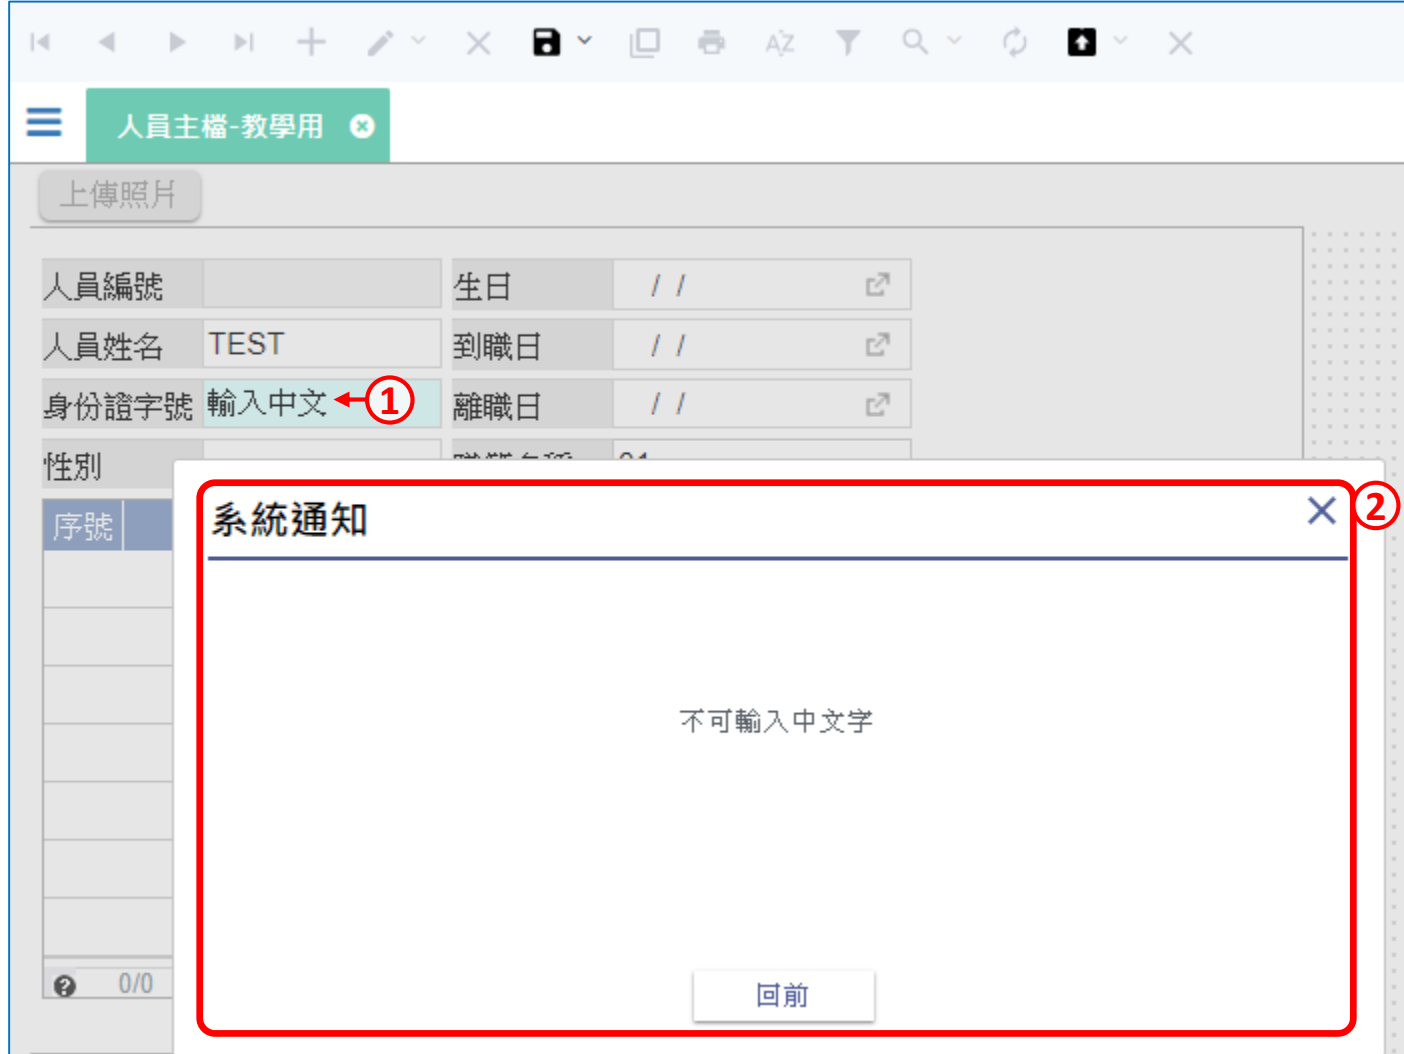 人員主檔-教學用
上傳照片
人員編號 生日 / /
人員姓名 TEST 到職日 / /
身份證字號 輸入中文 ① 離職日 / /
性別
序號 系統通知 ②
不可輸入中文字
0/0 回前